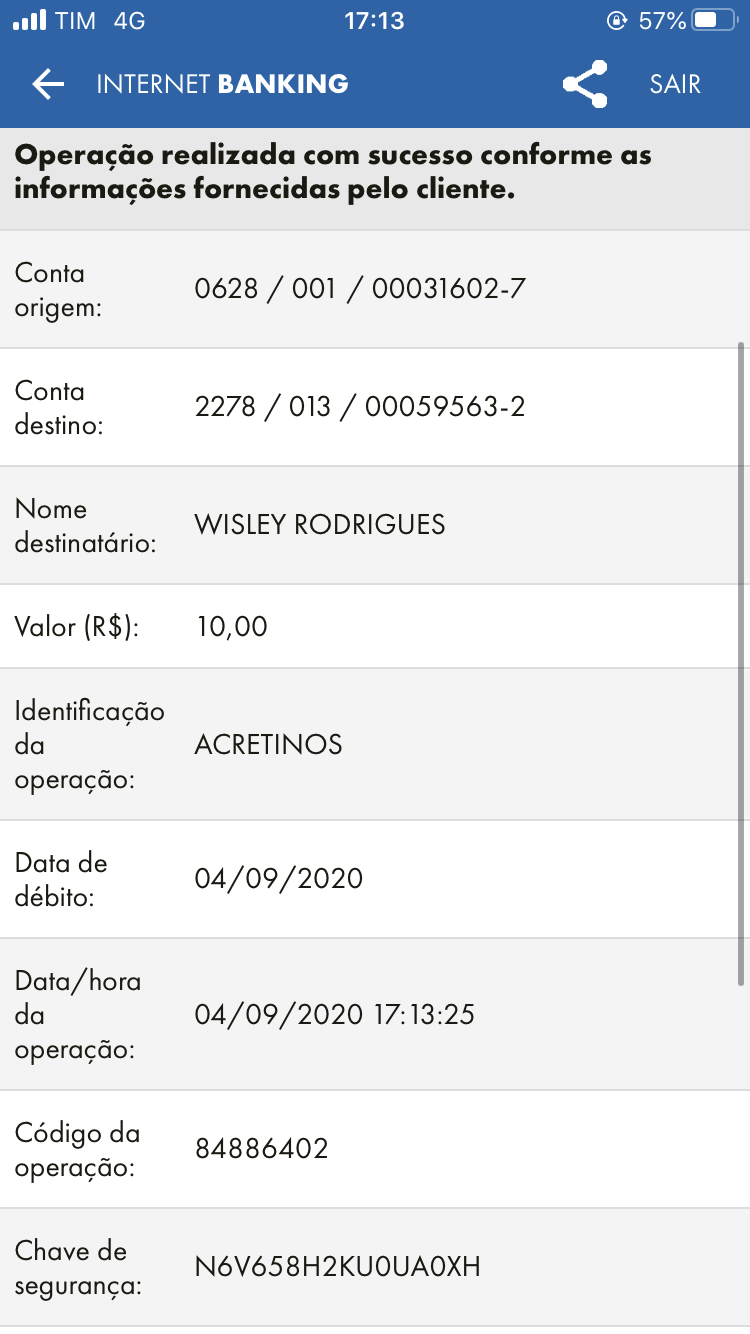 TIM 4G 17:13 57%
INTERNET BANKING SAIR
Operação realizada com sucesso conforme as
informações fornecidas pelo cliente.
Conta
origem:
0628 / 001 / 00031602-7
Conta
destino:
2278 / 013 / 00059563-2
Nome
destinatário:
WISLEY RODRIGUES
Valor (R$): 10,00
Identificação
da
operação:
ACRETINOS
Data de
débito:
04/09/2020
Data/hora
da
operação:
04/09/2020 17:13:25
Código da
operação:
84886402
Chave de
segurança:
N6V658H2KU0UA0XH